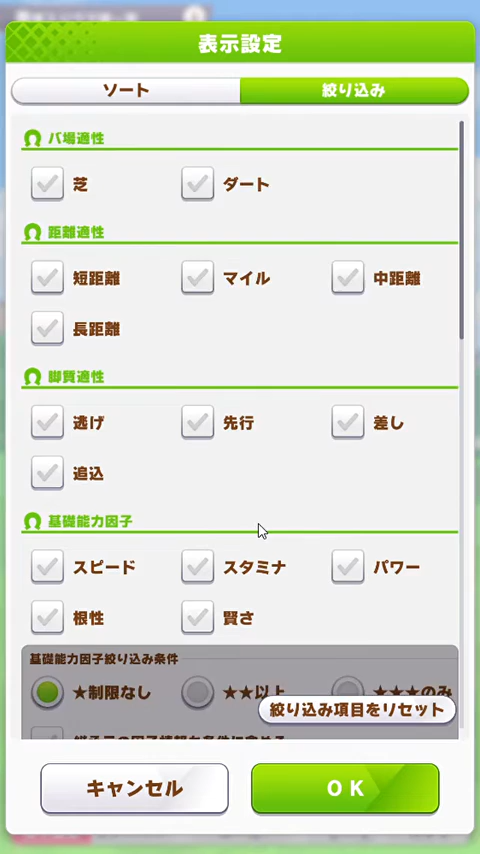 表示設定
ソート 絞り込み
バ場適性
芝 ダート
距離適性
短距離 マイル 中距離
長距離
脚質適性
逃げ 先行 差し
追込
基礎能力因子
スピード スタミナ パワー
根性 賢さ
基礎能力因子絞り込み条件
★制限なし ★★以上 ★★★のみ
絞り込み項目をリセット
キャンセル OK